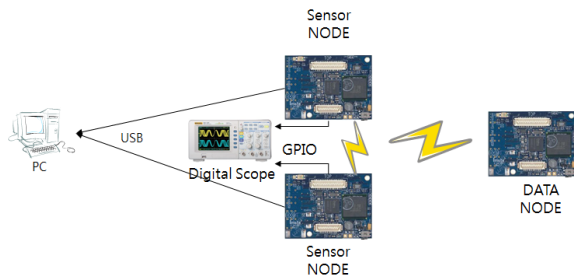 Sensor
NODE
USB
PC
GPIO
Digital Scope
DATA
NODE
Sensor
NODE